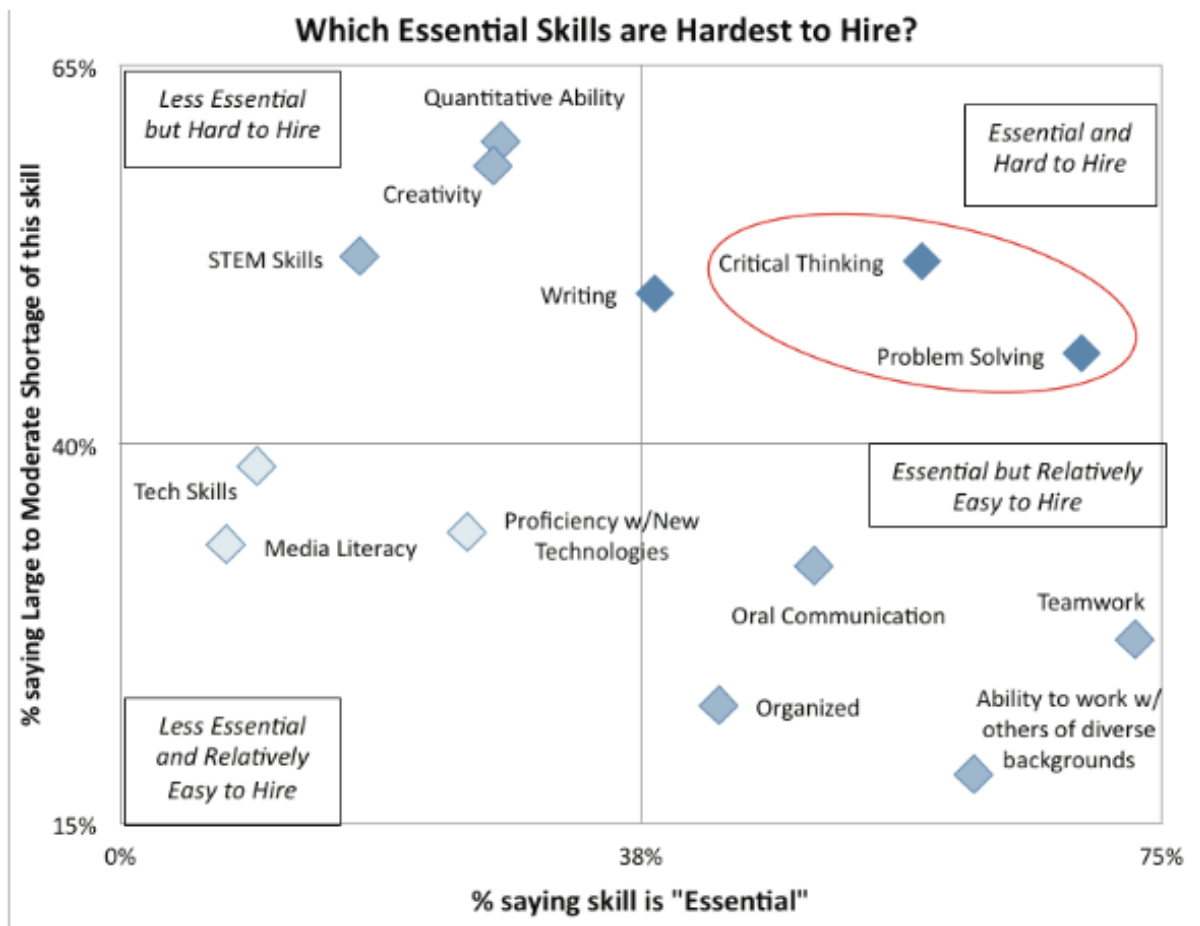 Which Essential Skills are Hardest to Hire?
65%
Less Essential
but Hard to Hire
Quantitative Ability
Essential and
Hard to Hire
Creativity
STEM Skills
Critical Thinking
Writing
Problem Solving
% saying Large to Moderate Shortage of this skill
40%
Tech Skills
Essential but Relatively
Easy to Hire
Media Literacy
Proficiency w/New
Technologies
Oral Communication
Teamwork
Organized
Ability to work w/
others of diverse
backgrounds
Less Essential
and Relatively
Easy to Hire
15%
0%
38%
75%
% saying skill is "Essential"